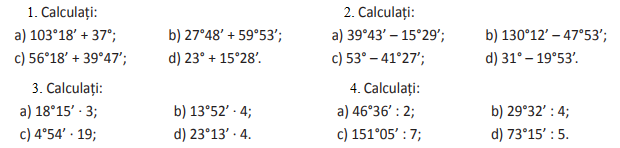 1. Calculați:
a) 103°18′ + 37°; b) 27°48′ + 59°53′;
c) 56°18′ + 39°47′; d) 23° + 15°28′.
2. Calculați:
a) 39°43′ – 15°29′; b) 130°12′ – 47°53′;
c) 53° – 41°27′; d) 31° – 19°53′.
3. Calculați:
a) 18°15′ · 3; b) 13°52′ · 4;
c) 4°54′ · 19; d) 23°13′ · 4.
4. Calculați:
a) 46°36′ : 2; b) 29°32′ : 4;
c) 151°05′ : 7; d) 73°15′ : 5.